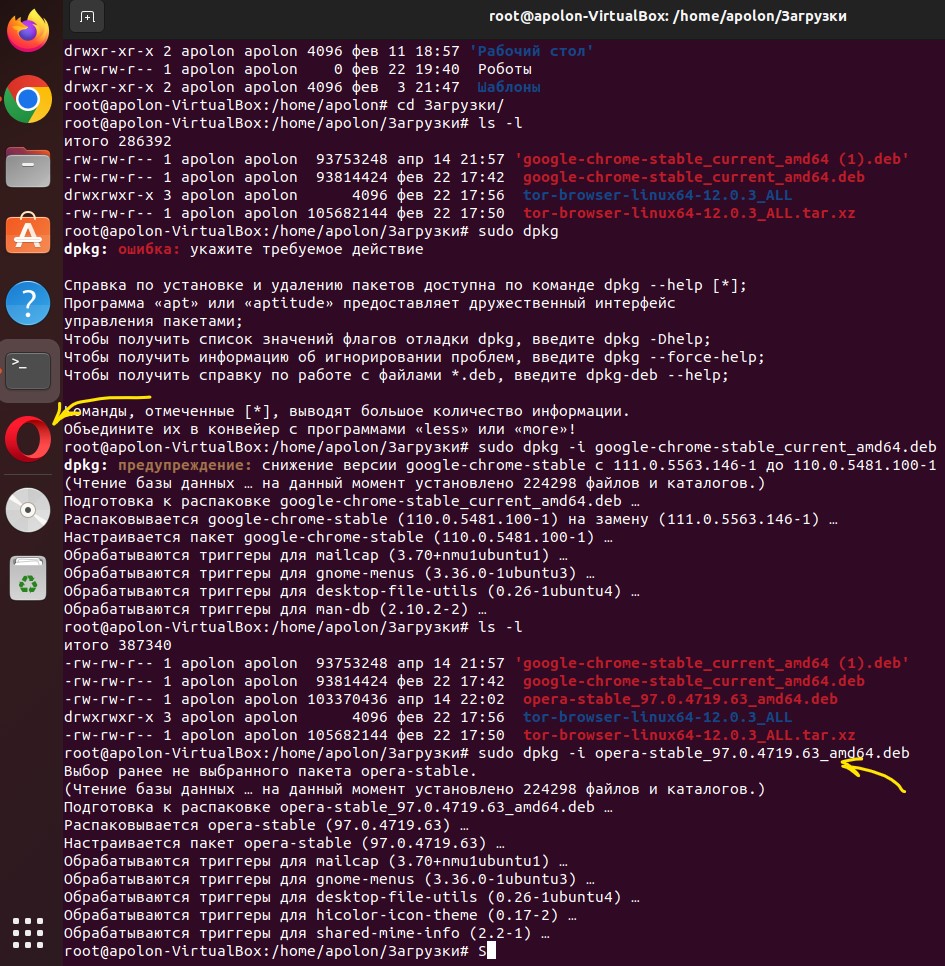 root@apolon-VirtualBox: /home/apolon/Загрузки
drwxr-xr-x 2 apolon apolon 4096 фев 11 18:57 'Рабочий стол'
-rw-rw-r-- 1 apolon apolon    0 фев 22 19:40  Роботы
drwxr-xr-x 2 apolon apolon 4096 фев  3 21:47  Шаблоны
root@apolon-VirtualBox:/home/apolon# cd Загрузки/
root@apolon-VirtualBox:/home/apolon/Загрузки# ls -l
итого 286392
-rw-rw-r-- 1 apolon apolon  93753248 апр 14 21:57 'google-chrome-stable_current_amd64 (1).deb'
-rw-rw-r-- 1 apolon apolon  93814424 фев 22 17:42  google-chrome-stable_current_amd64.deb
drwxrwxr-x 3 apolon apolon      4096 фев 22 17:56  tor-browser-linux64-12.0.3_ALL
-rw-rw-r-- 1 apolon apolon 105682144 фев 22 17:50  tor-browser-linux64-12.0.3_ALL.tar.xz
root@apolon-VirtualBox:/home/apolon/Загрузки# sudo dpkg
dpkg: ошибка: укажите требуемое действие
Справка по установке и удалению пакетов доступна по команде dpkg --help [*];
Программа «apt» или «aptitude» предоставляет дружественный интерфейс
управления пакетами;
Чтобы получить список значений флагов отладки dpkg, введите dpkg -Dhelp;
Чтобы получить информацию об игнорировании проблем, введите dpkg --force-help;
Чтобы получить справку по работе с файлами *.deb, введите dpkg-deb --help;
Команды, отмеченные [*], выводят большое количество информации.
Объедините их в конвейер с программами «less» или «more»!
root@apolon-VirtualBox:/home/apolon/Загрузки# sudo dpkg -i google-chrome-stable_current_amd64.deb
dpkg: предупреждение: снижение версии google-chrome-stable с 111.0.5563.146-1 до 110.0.5481.100-1
(Чтение базы данных … на данный момент установлено 224298 файлов и каталогов.)
Подготовка к распаковке google-chrome-stable_current_amd64.deb …
Распаковывается google-chrome-stable (110.0.5481.100-1) на замену (111.0.5563.146-1) …
Настраивается пакет google-chrome-stable (110.0.5481.100-1) …
Обрабатываются триггеры для mailcap (3.70+nmu1ubuntu1) …
Обрабатываются триггеры для gnome-menus (3.36.0-1ubuntu3) …
Обрабатываются триггеры для desktop-file-utils (0.26-1ubuntu4) …
Обрабатываются триггеры для man-db (2.10.2-2) …
root@apolon-VirtualBox:/home/apolon/Загрузки# ls -l
итого 387340
-rw-rw-r-- 1 apolon apolon  93753248 апр 14 21:57 'google-chrome-stable_current_amd64 (1).deb'
-rw-rw-r-- 1 apolon apolon  93814424 фев 22 17:42  google-chrome-stable_current_amd64.deb
-rw-rw-r-- 1 apolon apolon 103370436 апр 14 22:02  opera-stable_97.0.4719.63_amd64.deb
drwxrwxr-x 3 apolon apolon      4096 фев 22 17:56  tor-browser-linux64-12.0.3_ALL
-rw-rw-r-- 1 apolon apolon 105682144 фев 22 17:50  tor-browser-linux64-12.0.3_ALL.tar.xz
root@apolon-VirtualBox:/home/apolon/Загрузки# sudo dpkg -i opera-stable_97.0.4719.63_amd64.deb
Выбор ранее не выбранного пакета opera-stable.
(Чтение базы данных … на данный момент установлено 224298 файлов и каталогов.)
Подготовка к распаковке opera-stable_97.0.4719.63_amd64.deb …
Распаковывается opera-stable (97.0.4719.63) …
Настраивается пакет opera-stable (97.0.4719.63) …
Обрабатываются триггеры для mailcap (3.70+nmu1ubuntu1) …
Обрабатываются триггеры для gnome-menus (3.36.0-1ubuntu3) …
Обрабатываются триггеры для desktop-file-utils (0.26-1ubuntu4) …
Обрабатываются триггеры для hicolor-icon-theme (0.17-2) …
Обрабатываются триггеры для shared-mime-info (2.2-1) …
root@apolon-VirtualBox:/home/apolon/Загрузки# S